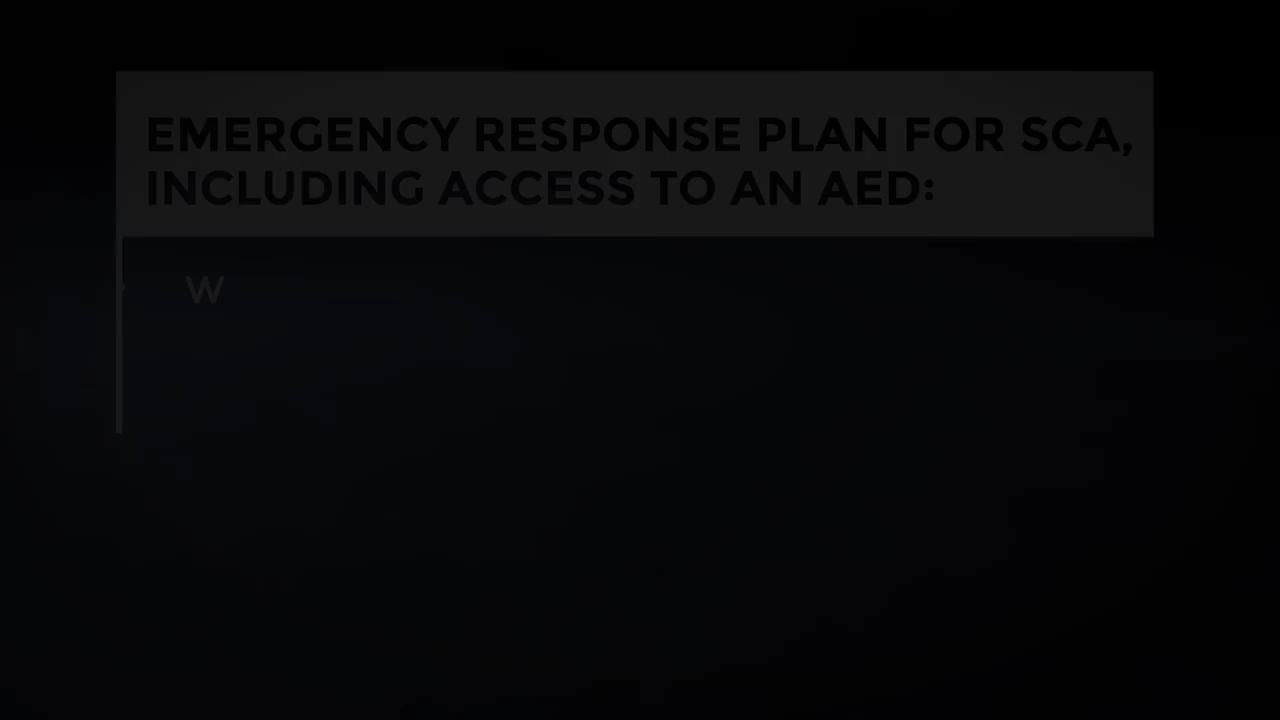 EMERGENCY RESPONSE PLAN FOR SCA,
INCLUDING ACCESS TO AN AED:
W